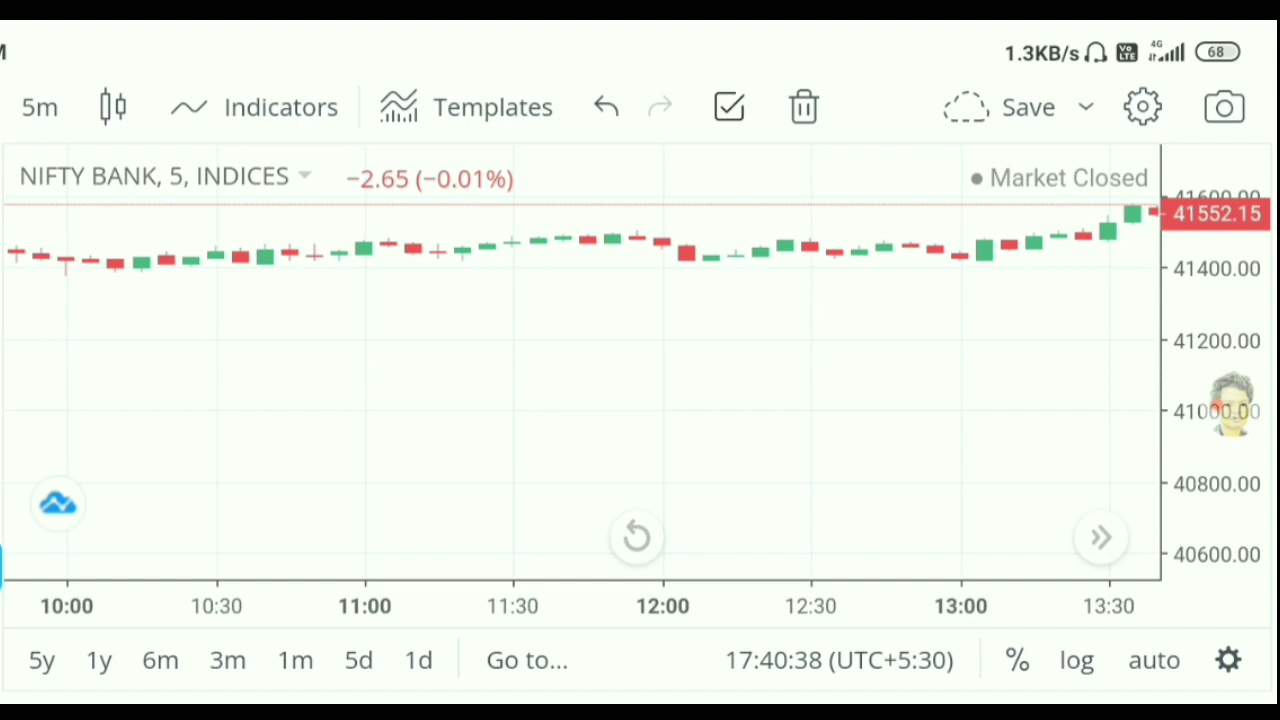 M
1.3KB/s Vo LTE 4G 68
5m Indicators Templates Save
NIFTY BANK, 5, INDICES −2.65 (−0.01%) Market Closed
41600.00
41552.15
41400.00
41200.00
41000.00
40800.00
40600.00
10:00 10:30 11:00 11:30 12:00 12:30 13:00 13:30
5y 1y 6m 3m 1m 5d 1d Go to... 17:40:38 (UTC+5:30) % log auto